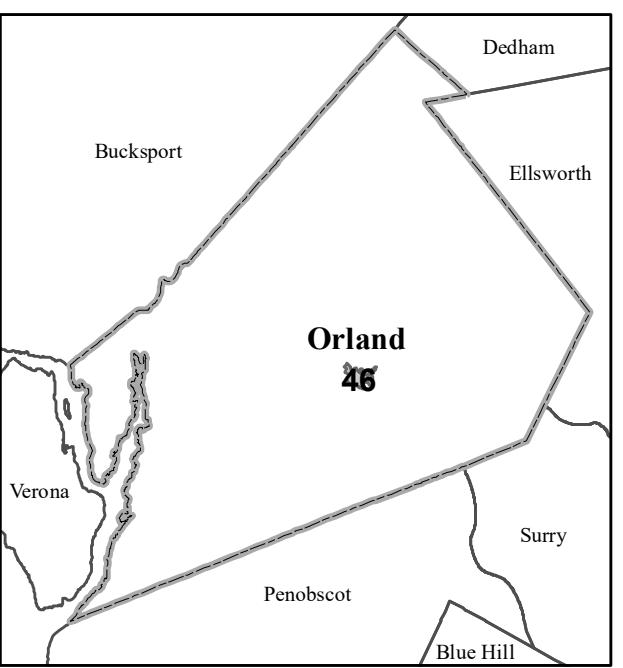 Dedham
Bucksport
Ellsworth
Orland
46
Verona
Surry
Penobscot
Blue Hill